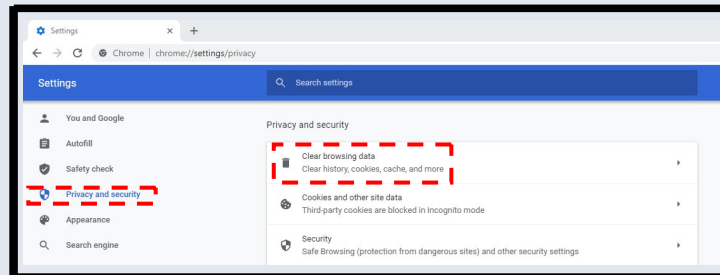 Settings
Chrome | chrome://settings/privacy
Settings
Search settings
You and Google
Autofill
Safety check
Privacy and security
Appearance
Search engine
Privacy and security
Clear browsing data
Clear history, cookies, cache, and more
Cookies and other site data
Third-party cookies are blocked in Incognito mode
Security
Safe Browsing (protection from dangerous sites) and other security settings